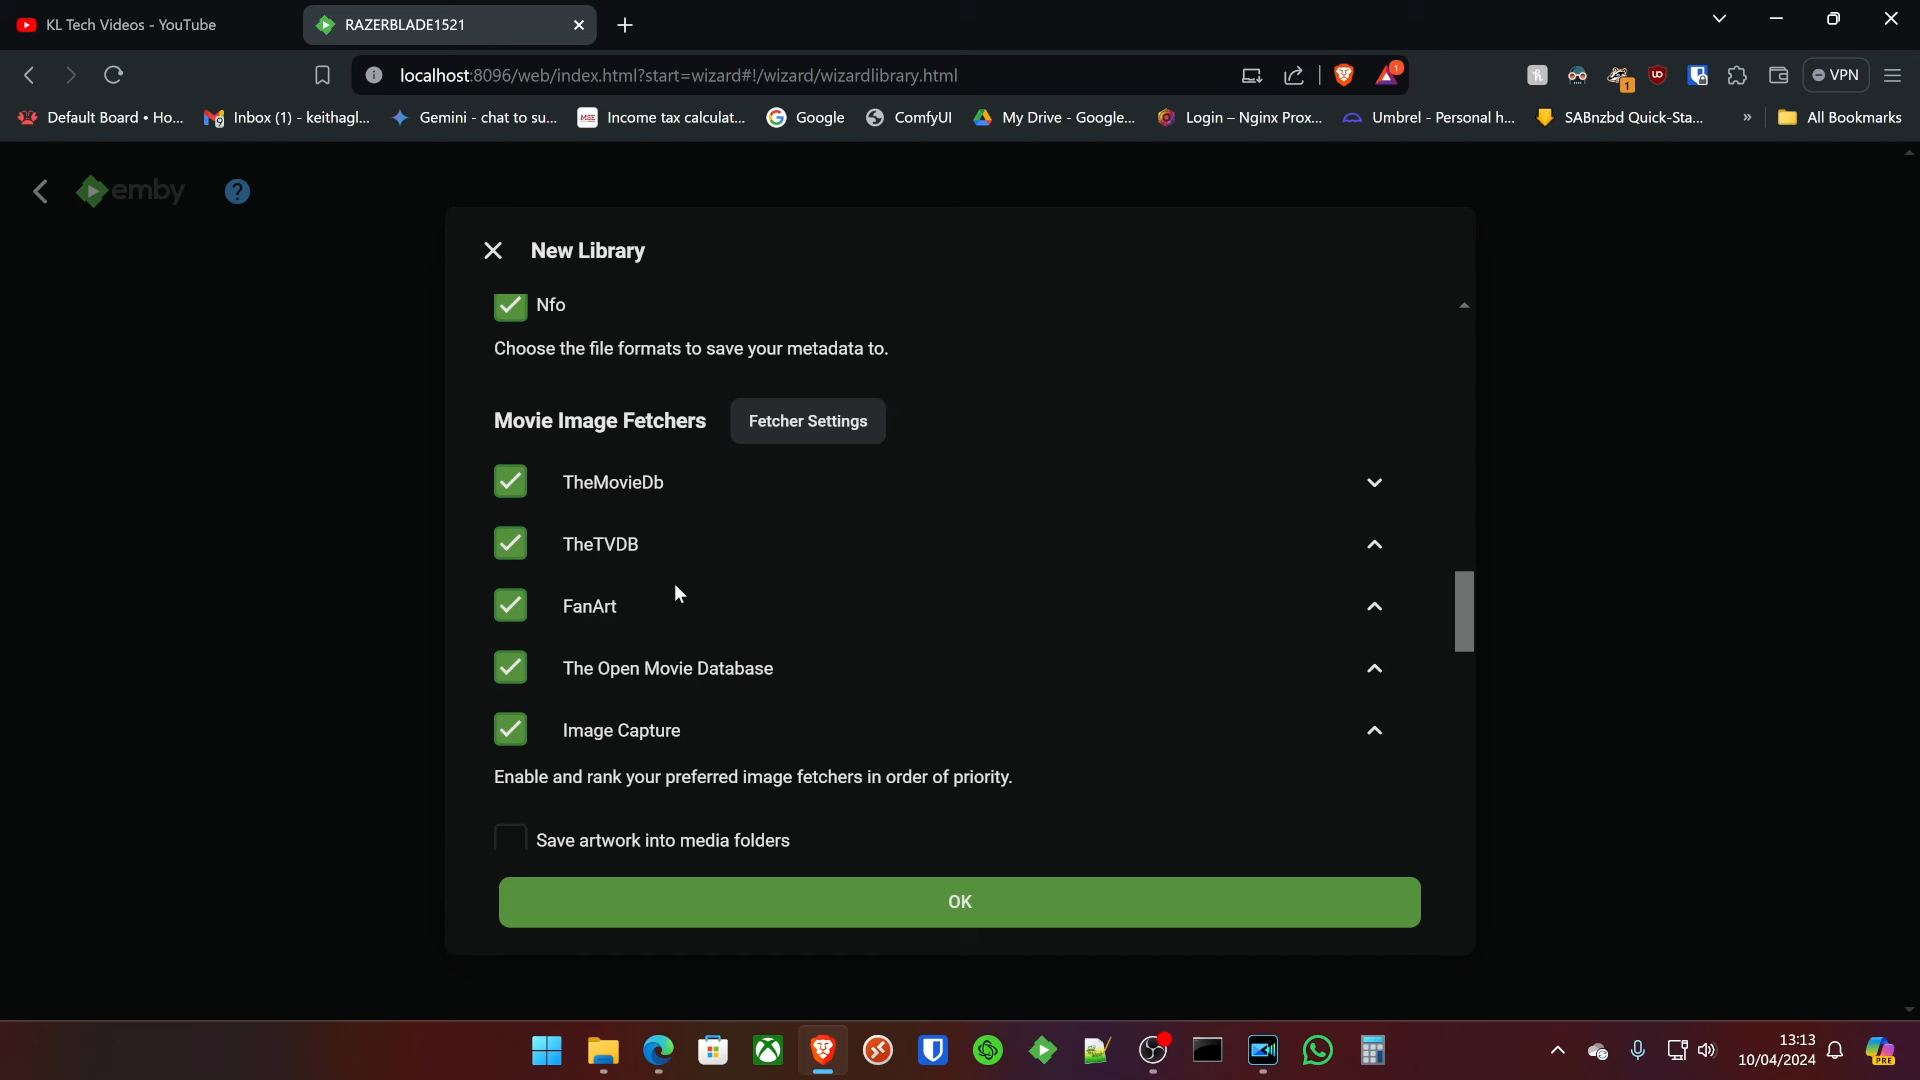 KL Tech Videos - YouTube
RAZERBLADE1521
localhost:8096/web/index.html?start=wizard#!/wizard/wizardlibrary.html
1
1
VPN
Default Board • Ho...
Inbox (1) - keithagl...
Gemini - chat to su...
MSE
Income tax calculat...
Google
ComfyUI
My Drive - Google...
Login – Nginx Prox...
Umbrel - Personal h...
SABnzbd Quick-Sta...
»
All Bookmarks
emby
?
New Library
Nfo
Choose the file formats to save your metadata to.
Movie Image Fetchers
Fetcher Settings
TheMovieDb
TheTVDB
FanArt
The Open Movie Database
Image Capture
Enable and rank your preferred image fetchers in order of priority.
Save artwork into media folders
OK
13:13
10/04/2024
PRE